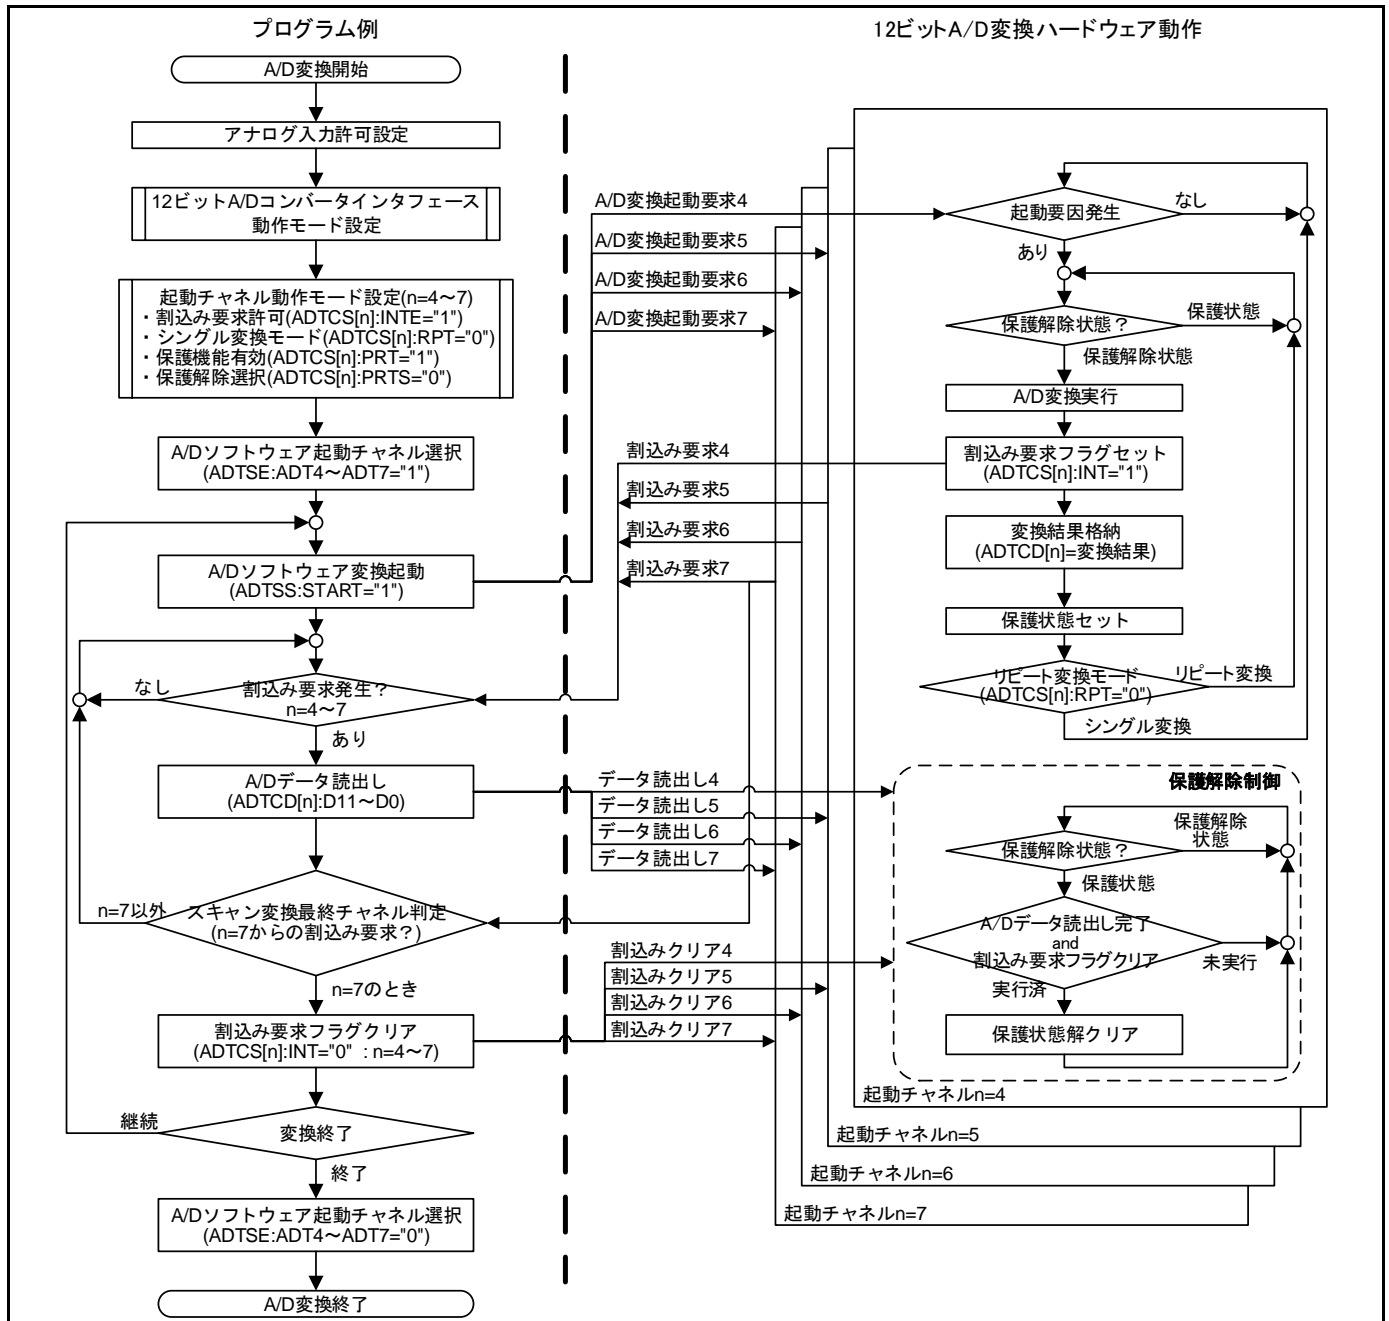 プログラム例
12ビットA/D変換ハードウェア動作
A/D変換開始
アナログ入力許可設定
12ビットA/Dコンバータインタフェース
動作モード設定
起動チャネル動作モード設定(n=4～7)
・割込み要求許可(ADTCS[n]:INTE="1")
・シングル変換モード(ADTCS[n]:RPT="0")
・保護機能有効(ADTCS[n]:PRT="1")
・保護解除選択(ADTCS[n]:PRTS="0")
A/Dソフトウェア起動チャネル選択
(ADTSE:ADT4～ADT7="1")
A/Dソフトウェア変換起動
(ADTSS:START="1")
なし
割込み要求発生？
n=4～7
あり
A/Dデータ読出し
(ADTCD[n]:D11～D0)
n=7以外
スキャン変換最終チャネル判定
(n=7からの割込み要求？)
n=7のとき
割込み要求フラグクリア
(ADTCS[n]:INT="0" : n=4～7)
継続
変換終了
終了
A/Dソフトウェア起動チャネル選択
(ADTSE:ADT4～ADT7="0")
A/D変換終了
A/D変換起動要求4
A/D変換起動要求5
A/D変換起動要求6
A/D変換起動要求7
割込み要求4
割込み要求5
割込み要求6
割込み要求7
データ読出し4
データ読出し5
データ読出し6
データ読出し7
割込みクリア4
割込みクリア5
割込みクリア6
割込みクリア7
起動要因発生
なし
あり
保護解除状態？
保護状態
保護解除状態
A/D変換実行
割込み要求フラグセット
(ADTCS[n]:INT="1")
変換結果格納
(ADTCD[n]=変換結果)
保護状態セット
リピート変換モード
(ADTCS[n]:RPT="0")
リピート変換
シングル変換
保護解除制御
保護解除状態？
保護解除
状態
保護状態
A/Dデータ読出し完了
and
割込み要求フラグクリア
未実行
実行済
保護状態解クリア
起動チャネルn=4
起動チャネルn=5
起動チャネルn=6
起動チャネルn=7